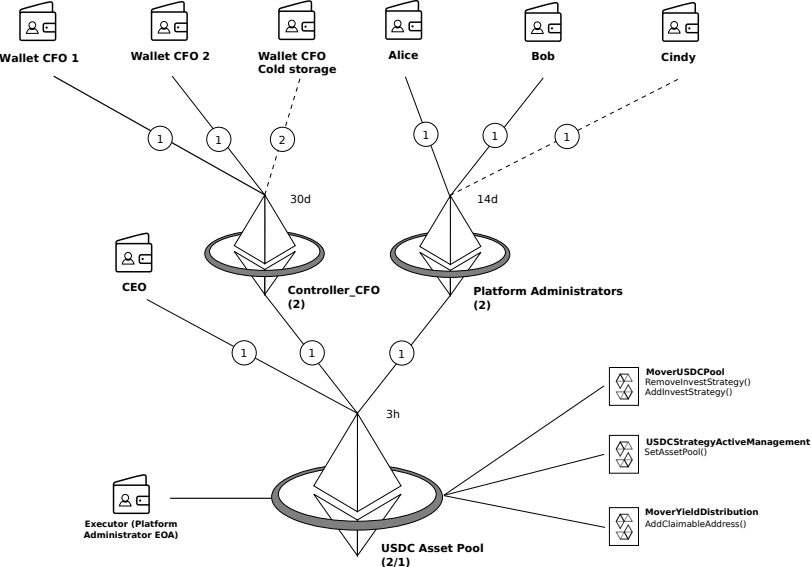 Wallet CFO 1
Wallet CFO 2
Wallet CFO
Cold storage
Alice
Bob
Cindy
1
1
2
1
1
1
30d
14d
CEO
Controller_CFO
(2)
Platform Administrators
(2)
1
1
1
3h
MoverUSDCPool
RemoveInvestStrategy()
AddInvestStrategy()
USDCStrategyActiveManagement
SetAssetPool()
MoverYieldDistribution
AddClaimableAddress()
Executor (Platform
Administrator EOA)
USDC Asset Pool
(2/1)